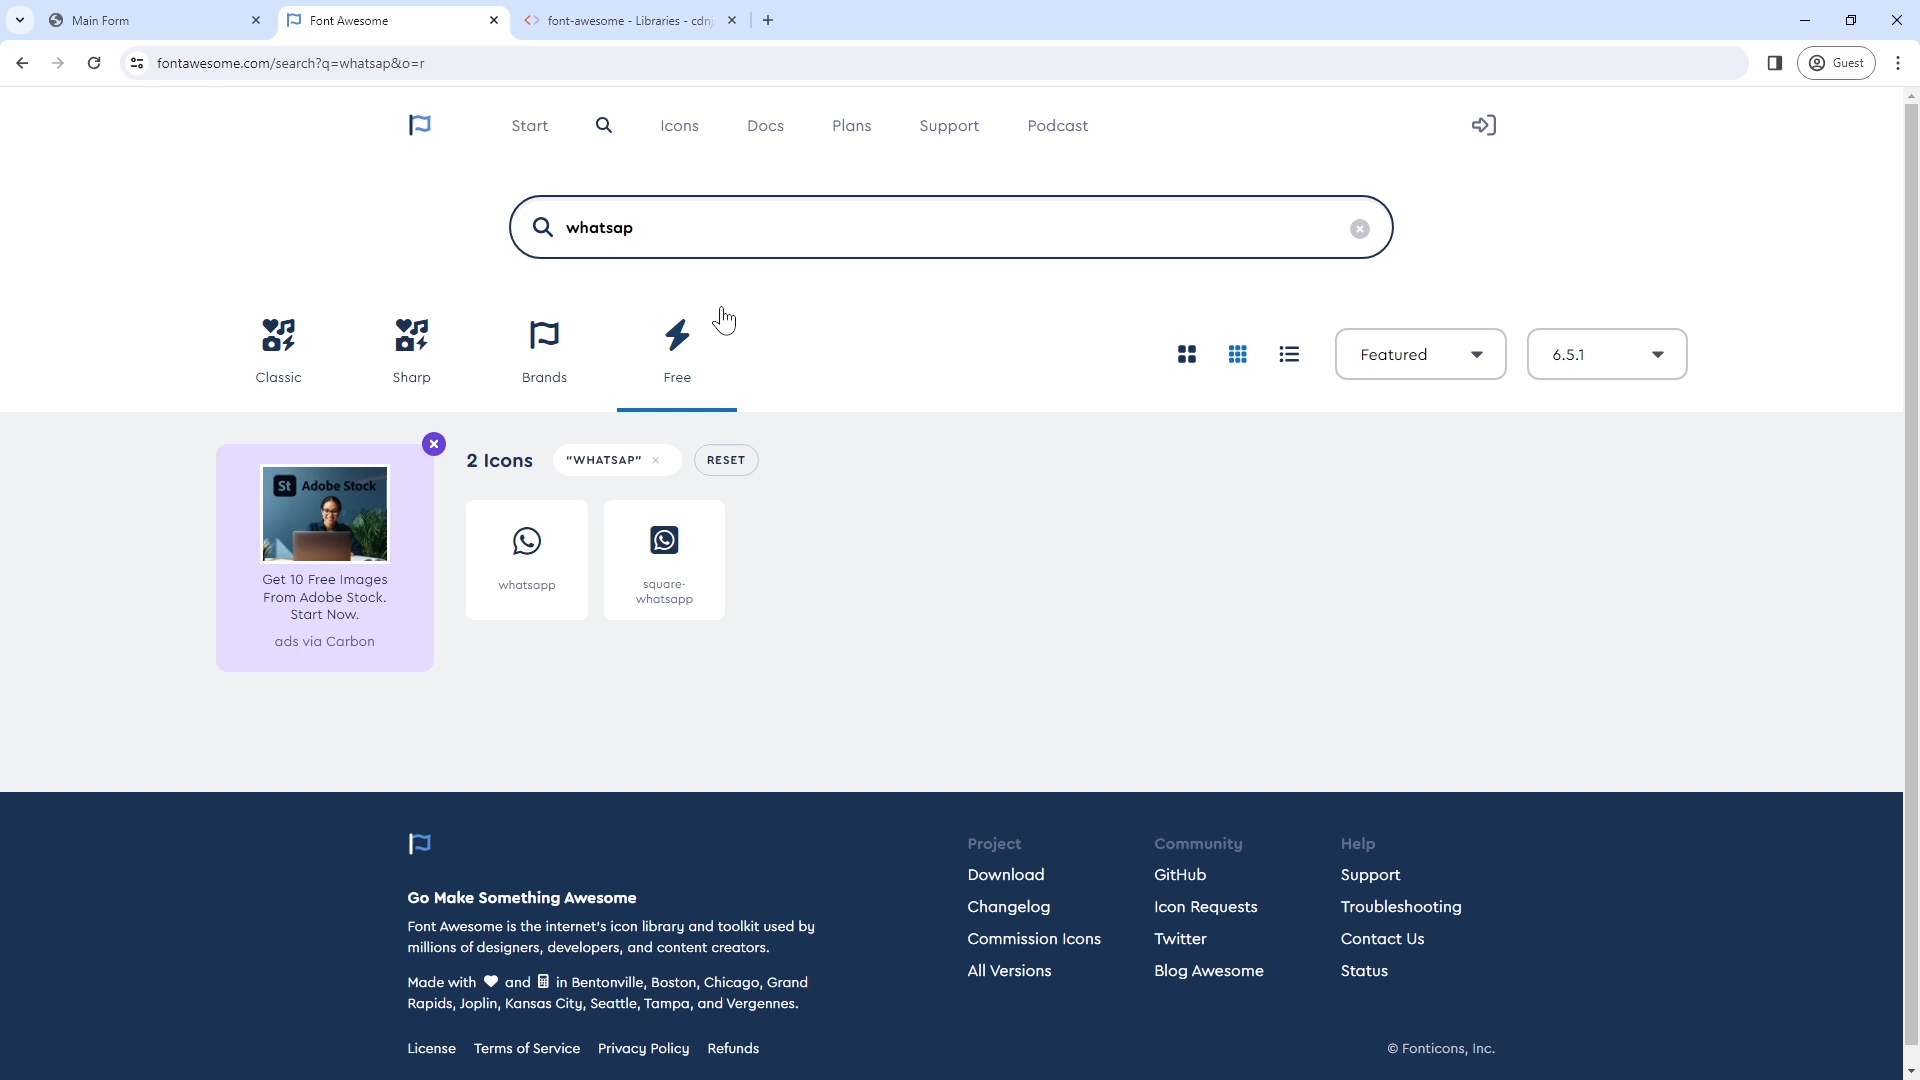 Main Form
Font Awesome
font-awesome - Libraries - cdnj
fontawesome.com/search?q=whatsap&o=r
Guest
Start
Icons
Docs
Plans
Support
Podcast
whatsap
Classic
Sharp
Brands
Free
Featured
6.5.1
St Adobe Stock
Get 10 Free Images
From Adobe Stock.
Start Now.
ads via Carbon
2 Icons
“WHATSAP”
RESET
whatsapp
square-
whatsapp
Go Make Something Awesome
Font Awesome is the internet's icon library and toolkit used by
millions of designers, developers, and content creators.
Made with and in Bentonville, Boston, Chicago, Grand
Rapids, Joplin, Kansas City, Seattle, Tampa, and Vergennes.
Project
Download
Changelog
Commission Icons
All Versions
Community
GitHub
Icon Requests
Twitter
Blog Awesome
Help
Support
Troubleshooting
Contact Us
Status
License
Terms of Service
Privacy Policy
Refunds
© Fonticons, Inc.